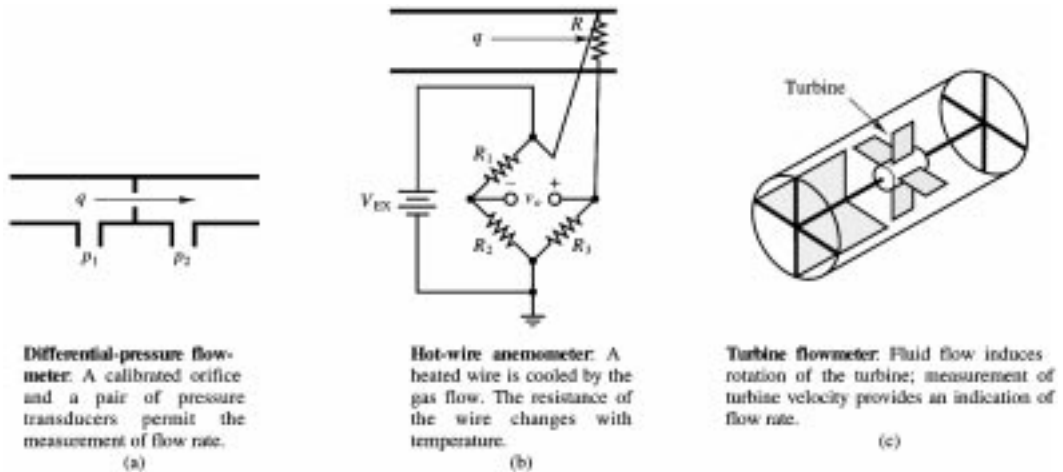 q
p1
p2
Differential-pressure flow-
meter: A calibrated orifice
and a pair of pressure
transducers permit the
measurement of flow rate.
(a)
R
q
R1
VEX
− vo +
R2
R3
Hot-wire anemometer: A
heated wire is cooled by the
gas flow. The resistance of
the wire changes with
temperature.
(b)
Turbine
Turbine flowmeter: Fluid flow induces
rotation of the turbine; measurement of
turbine velocity provides an indication of
flow rate.
(c)